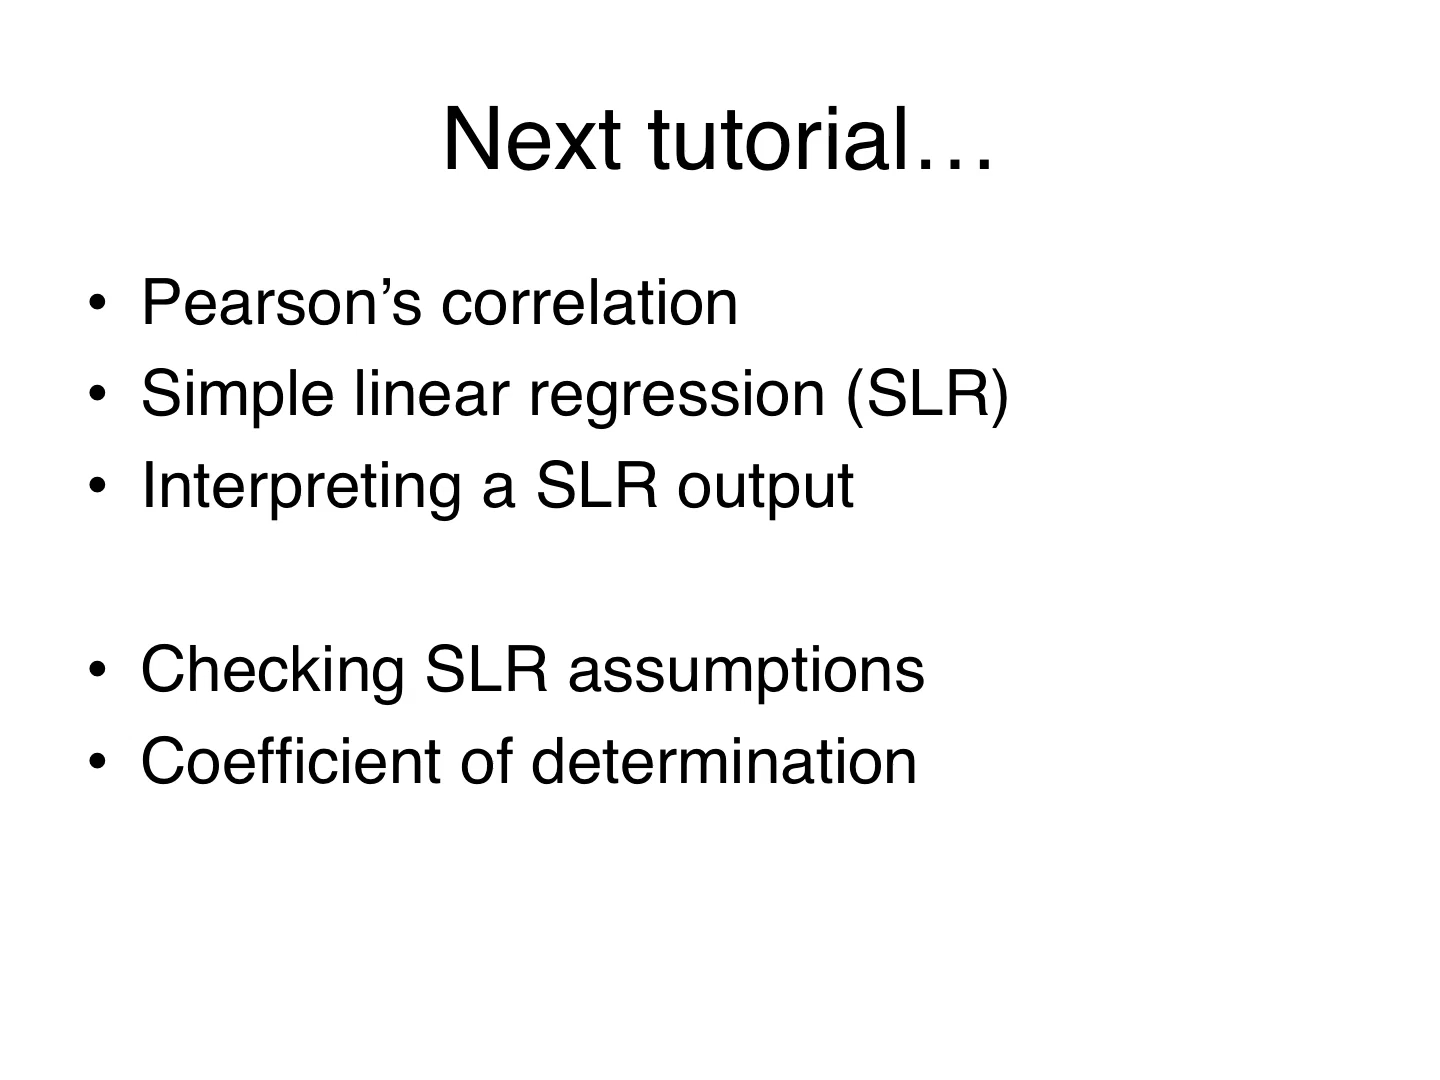 Next tutorial…
• Pearson’s correlation
• Simple linear regression (SLR)
• Interpreting a SLR output
• Checking SLR assumptions
• Coefficient of determination